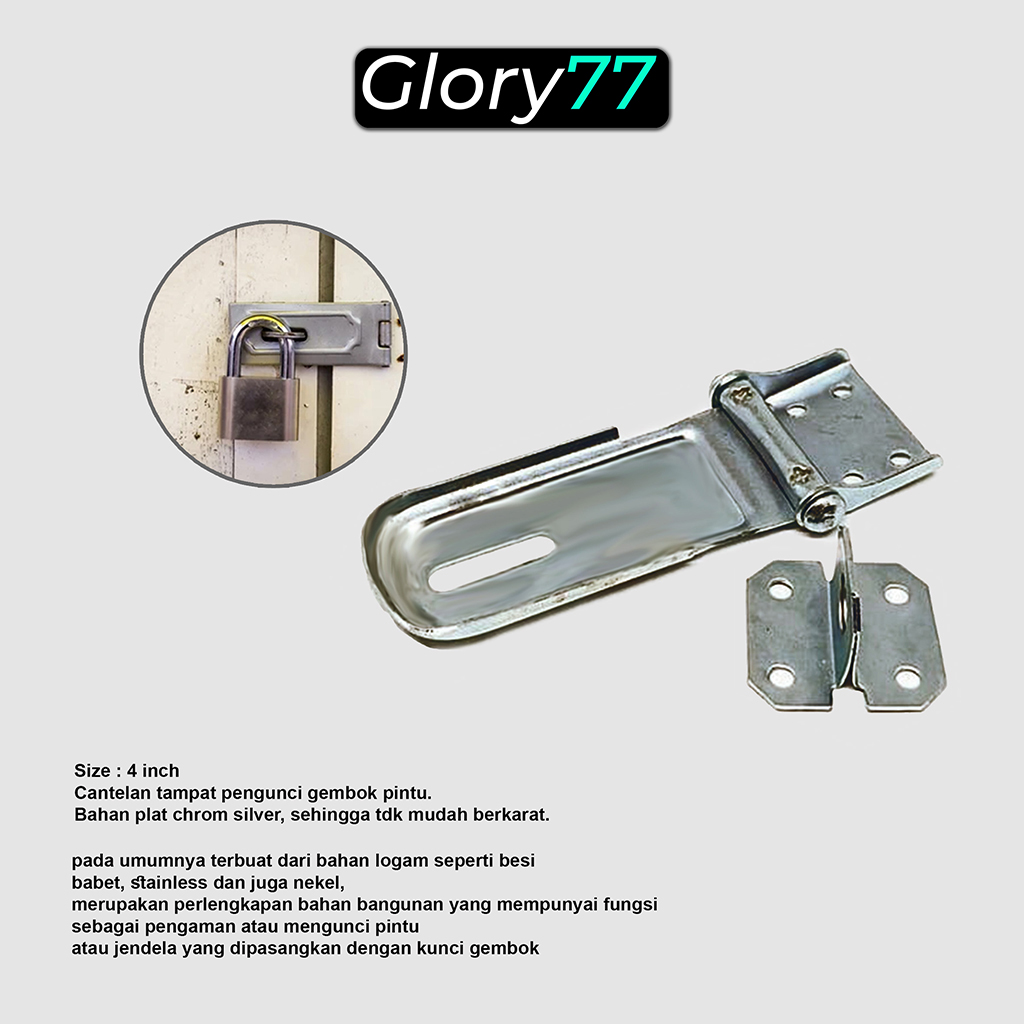 Glory77
Size : 4 inch
Cantelan tampat pengunci gembok pintu.
Bahan plat chrom silver, sehingga tdk mudah berkarat.
pada umumnya terbuat dari bahan logam seperti besi
babet, stainless dan juga nekel,
merupakan perlengkapan bahan bangunan yang mempunyai fungsi
sebagai pengaman atau mengunci pintu
atau jendela yang dipasangkan dengan kunci gembok